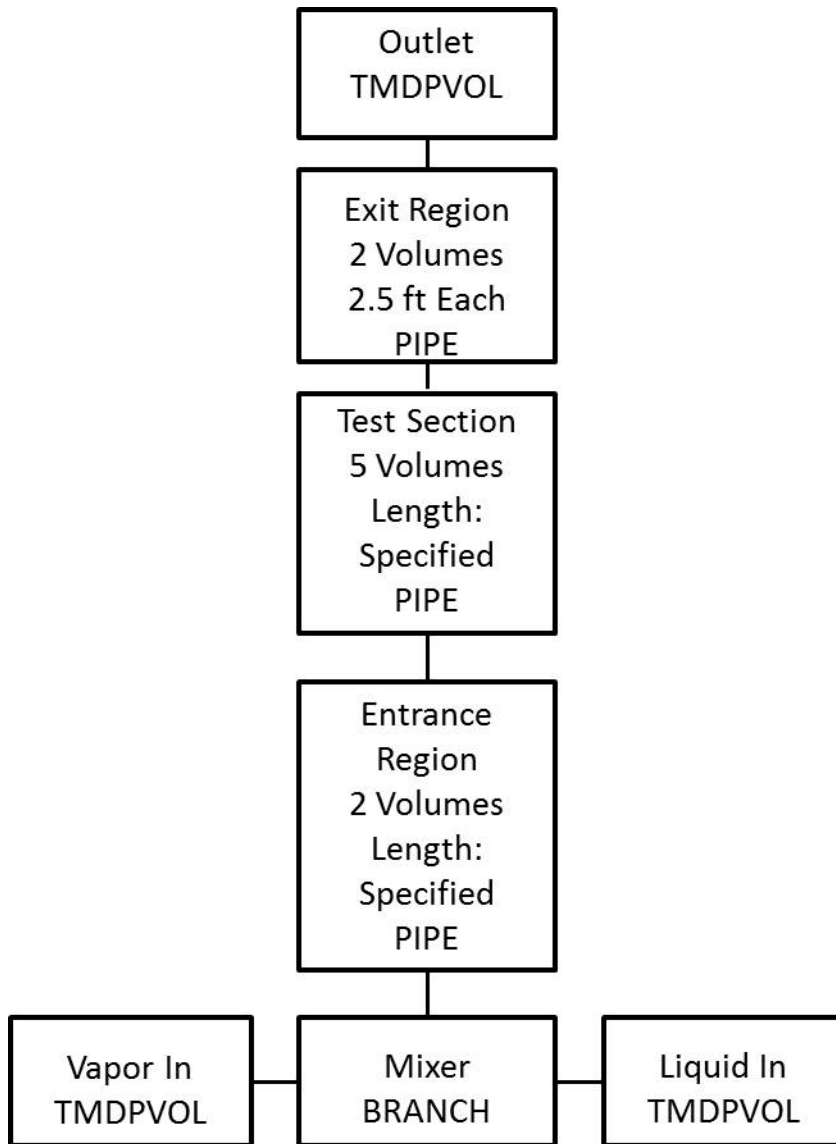 Outlet
TMDPVOL
Exit Region
2 Volumes
2.5 ft Each
PIPE
Test Section
5 Volumes
Length:
Specified
PIPE
Entrance
Region
2 Volumes
Length:
Specified
PIPE
Vapor In
TMDPVOL
Mixer
BRANCH
Liquid In
TMDPVOL